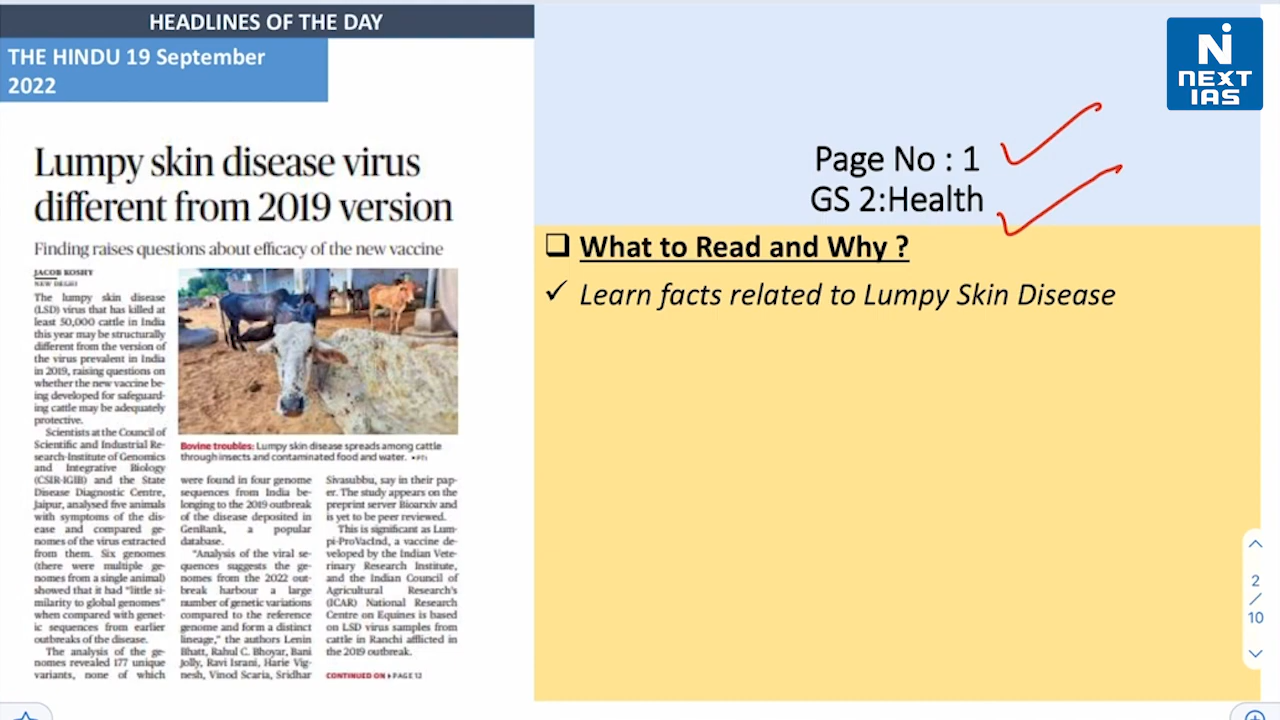 HEADLINES OF THE DAY
THE HINDU 19 September
2022
Lumpy skin disease virus
different from 2019 version
Finding raises questions about efficacy of the new vaccine
JACOB KOSHY
NEW DELHI
The lumpy skin disease
(LSD) virus that has killed at
least 50,000 cattle in India
this year may be structurally
different from the version of
the virus prevalent in India
in 2019, raising questions on
whether the new vaccine be-
ing developed for safeguard-
ing cattle may be adequately
protective.
Scientists at the Council of
Scientific and Industrial Re-
search-Institute of Genomics
and Integrative Biology
(CSIR-IGIB) and the State
Disease Diagnostic Centre,
Jaipur, analysed five animals
with symptoms of the dis-
ease and compared ge-
nomes of the virus extracted
from them. Six genomes
(there were multiple ge-
nomes from a single animal)
showed that it had "little si-
milarity to global genomes"
when compared with genet-
ic sequences from earlier
outbreaks of the disease.
The analysis of the ge-
nomes revealed 177 unique
variants, none of which
Bovine troubles: Lumpy skin disease spreads among cattle
through insects and contaminated food and water. • PTI
were found in four genome
sequences from India be-
longing to the 2019 outbreak
of the disease deposited in
GenBank, a popular
database.
"Analysis of the viral se-
quences suggests the ge-
nomes from the 2022 out-
break harbour a large
number of genetic variations
compared to the reference
genome and form a distinct
lineage," the authors Lenin
Bhatt, Rahul C. Bhoyar, Bani
Jolly, Ravi Israni, Harie Vig-
nesh, Vinod Scaria, Sridhar
Sivasubbu, say in their pap-
er. The study appears on the
preprint server Bioarxiv and
is yet to be peer reviewed.
This is significant as Lum-
pi-ProVacInd, a vaccine de-
veloped by the Indian Vete-
rinary Research Institute,
and the Indian Council of
Agricultural Research's
(ICAR) National Research
Centre on Equines is based
on LSD virus samples from
cattle in Ranchi afflicted in
the 2019 outbreak.
CONTINUED ON ▸ PAGE 12
NEXT
IAS
Page No : 1
GS 2:Health
What to Read and Why ?
✓ Learn facts related to Lumpy Skin Disease
2
/
10